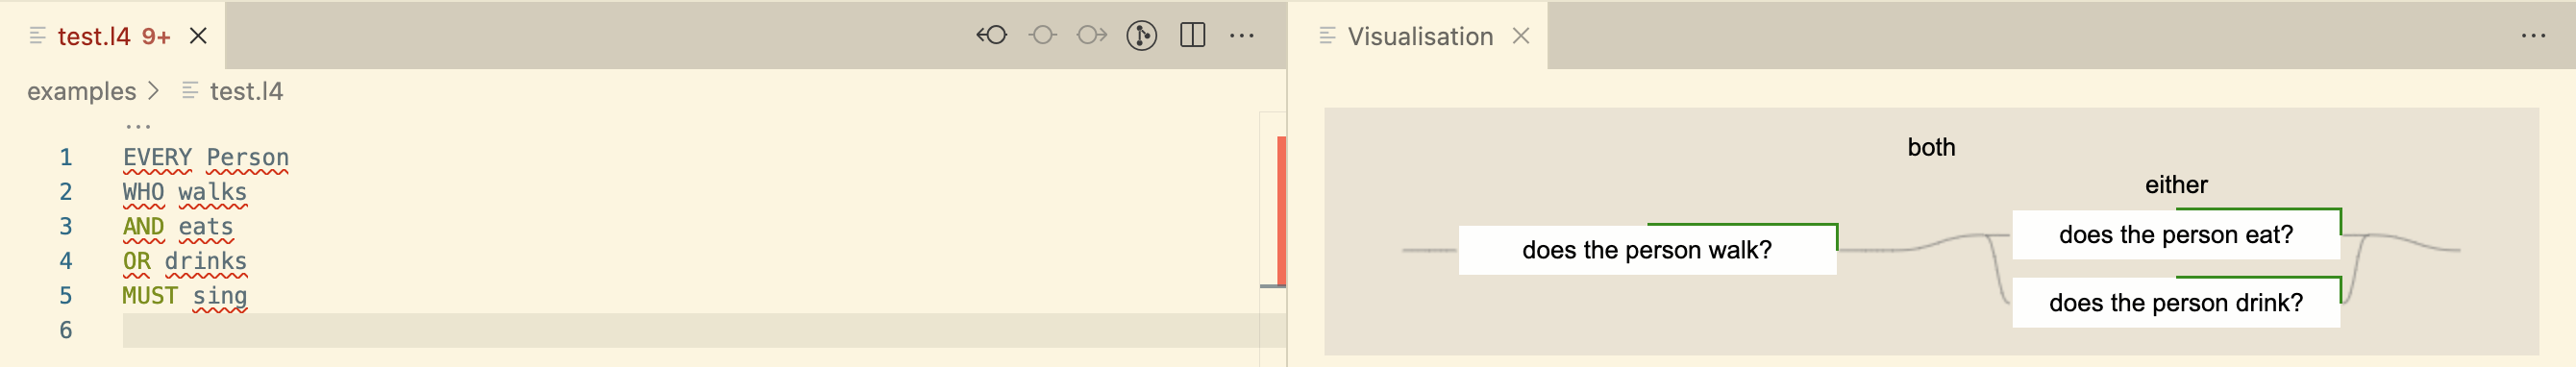 test.l4 9+
Visualisation
examples > test.l4
...
1 EVERY Person
2 WHO walks
3 AND eats
4 OR drinks
5 MUST sing
6
both
either
does the person walk?
does the person eat?
does the person drink?